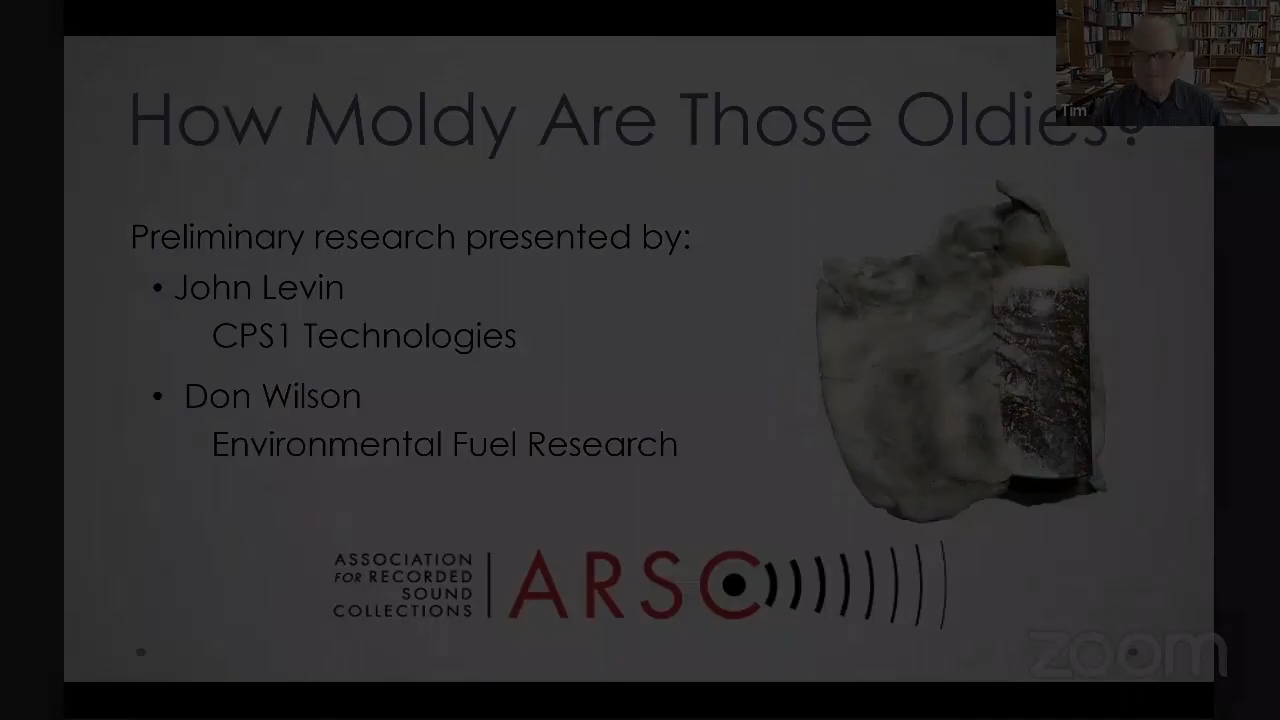 How Moldy Are Those Oldies?
Tim
Preliminary research presented by:
• John Levin
CPS1 Technologies
• Don Wilson
Environmental Fuel Research
ASSOCIATION
FOR RECORDED
SOUND
COLLECTIONS
ARSC
zoom